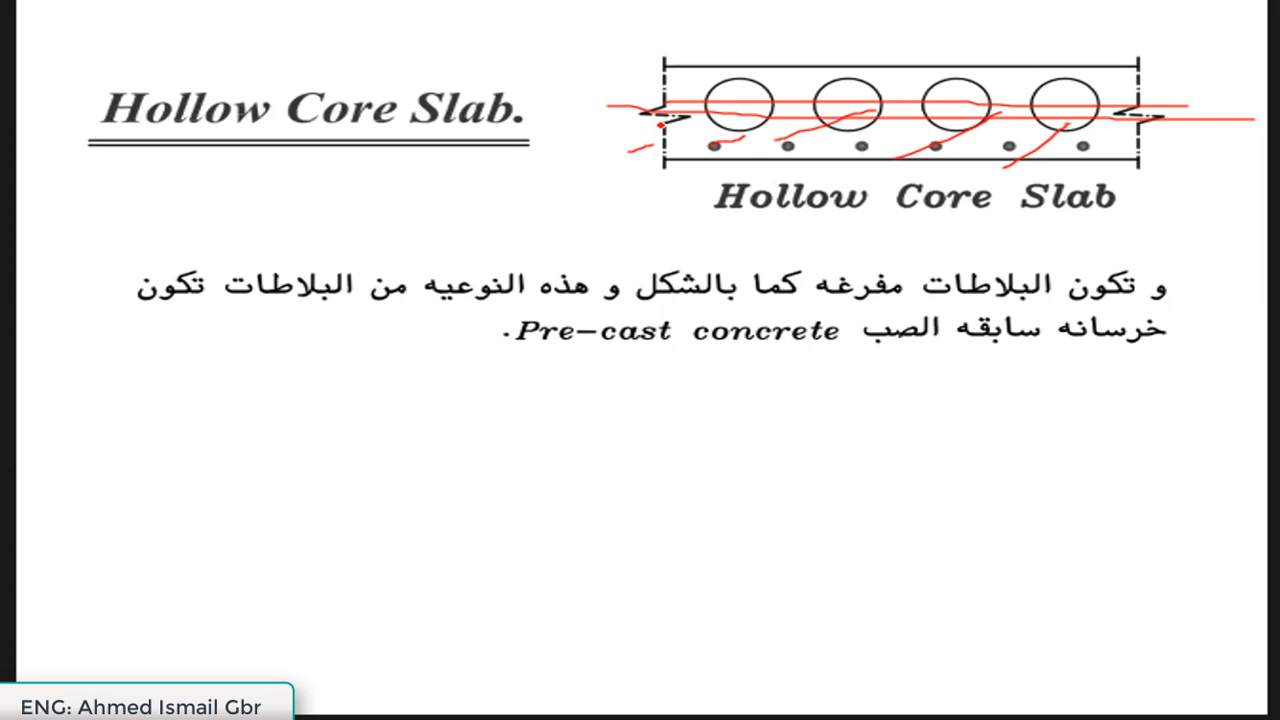 Hollow Core Slab.
Hollow Core Slab
و تكون البلاطات مفرغه كما بالشكل و هذه النوعيه من البلاطات تكون
خرسانه سابقه الصب Pre-cast concrete.
ENG: Ahmed Ismail Gbr